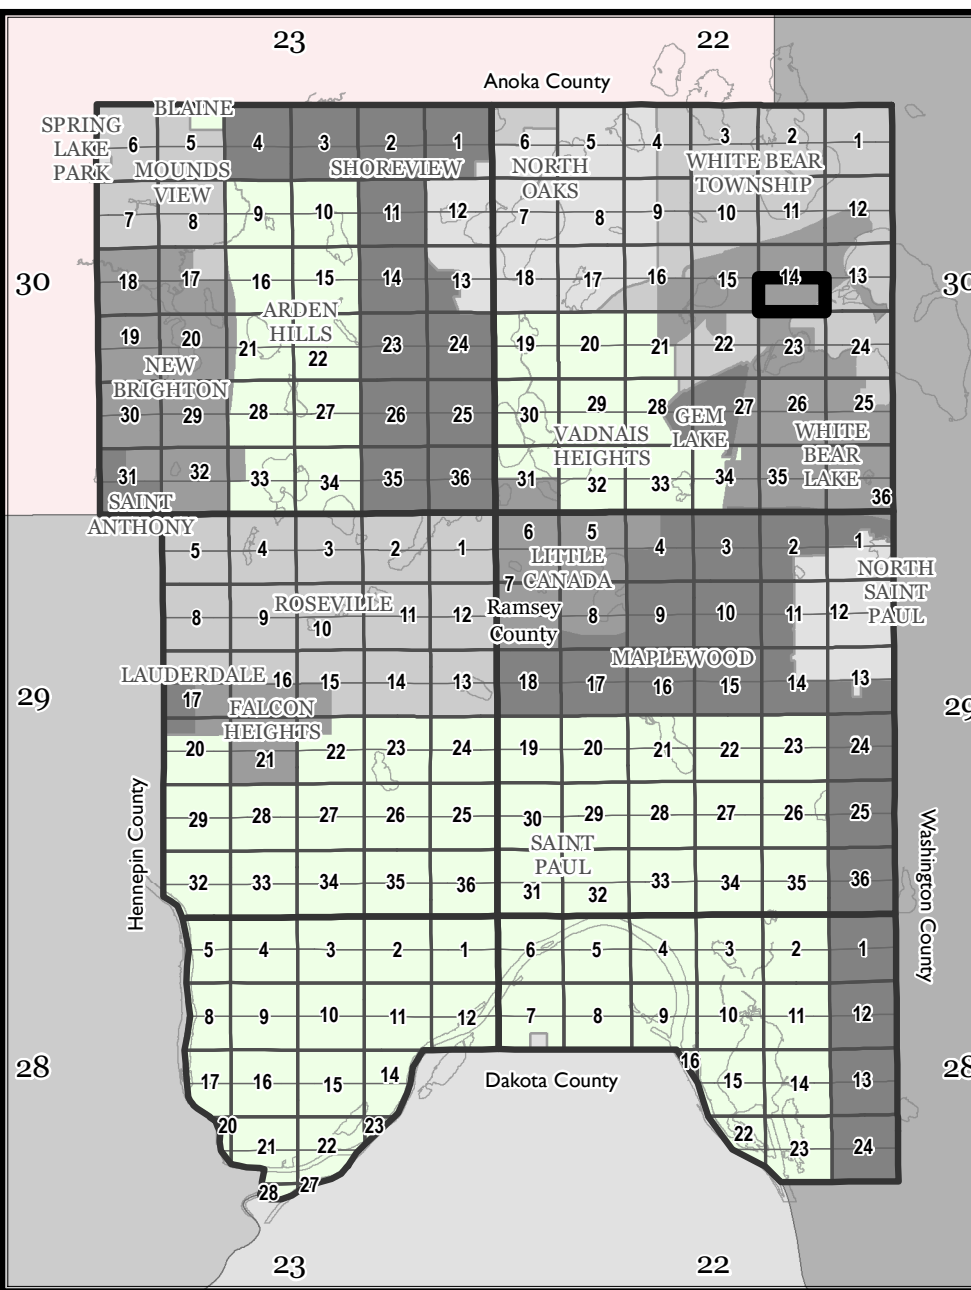 23 22
Anoka County
BLAINE
SPRING
LAKE
PARK
6 5 4 3 2 1 6 5 4 3 2 1
MOUNDS
VIEW
SHOREVIEW
NORTH
OAKS
WHITE BEAR
TOWNSHIP
7 8 9 10 11 12 7 8 9 10 11 12
30 18 17 16 15 14 13 18 17 16 15 14 13 30
ARDEN
HILLS
19 20 21 22 23 24 19 20 21 22 23 24
NEW
BRIGHTON
30 29 28 27 26 25 30 29 28 27 26 25
GEM
LAKE
VADNAIS
HEIGHTS
WHITE
BEAR
LAKE
31 32 33 34 35 36 31 32 33 34 35 36
SAINT
ANTHONY
5 4 3 2 1 6 5 4 3 2 1
LITTLE
CANADA
NORTH
SAINT
PAUL
8 9 10 11 12 7 8 9 10 11 12
ROSEVILLE
Ramsey
County
MAPLEWOOD
LAUDERDALE
29 17 16 15 14 13 18 17 16 15 14 13 29
FALCON
HEIGHTS
20 21 22 23 24 19 20 21 22 23 24
29 28 27 26 25 30 29 28 27 26 25
Hennepin County
SAINT
PAUL
Washington County
32 33 34 35 36 31 32 33 34 35 36
5 4 3 2 1 6 5 4 3 2 1
8 9 10 11 12 7 8 9 10 11 12
28 17 16 15 14 16 15 14 13 28
Dakota County
20 21 22 23 22 23 24
28 27
23 22